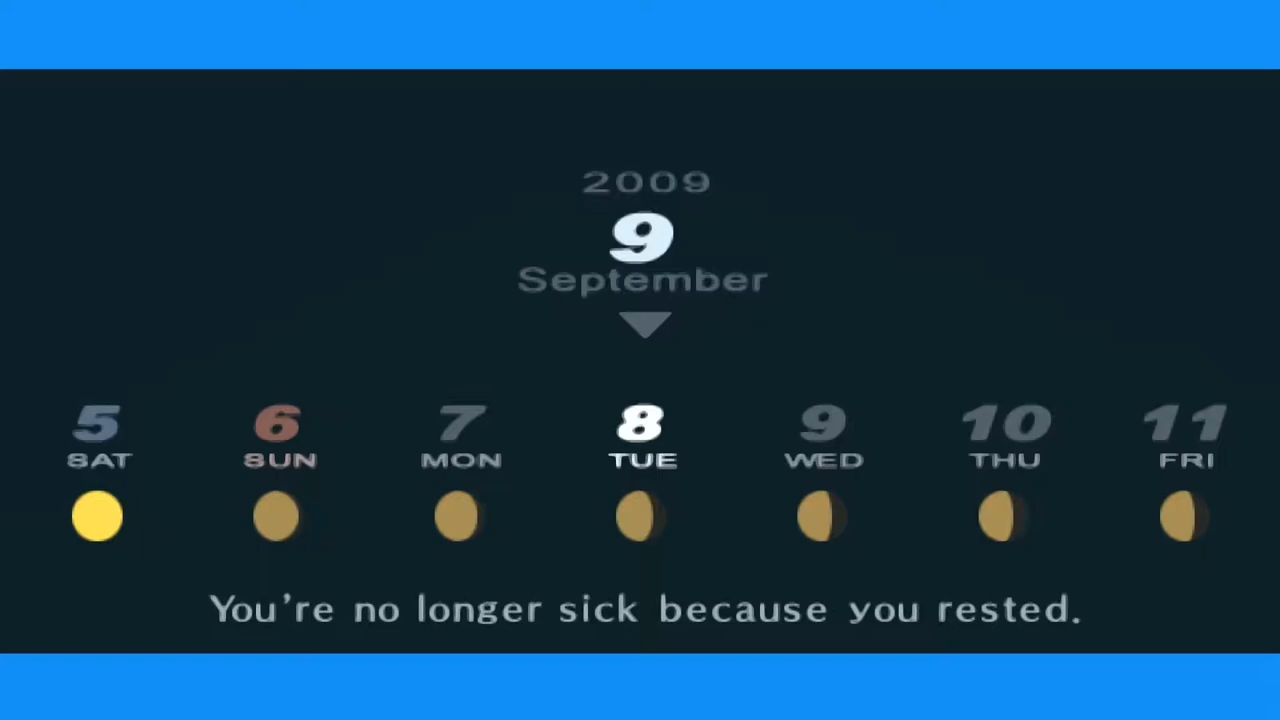 2009
9
September
5 6 7 8 9 10 11
SAT SUN MON TUE WED THU FRI
You're no longer sick because you rested.